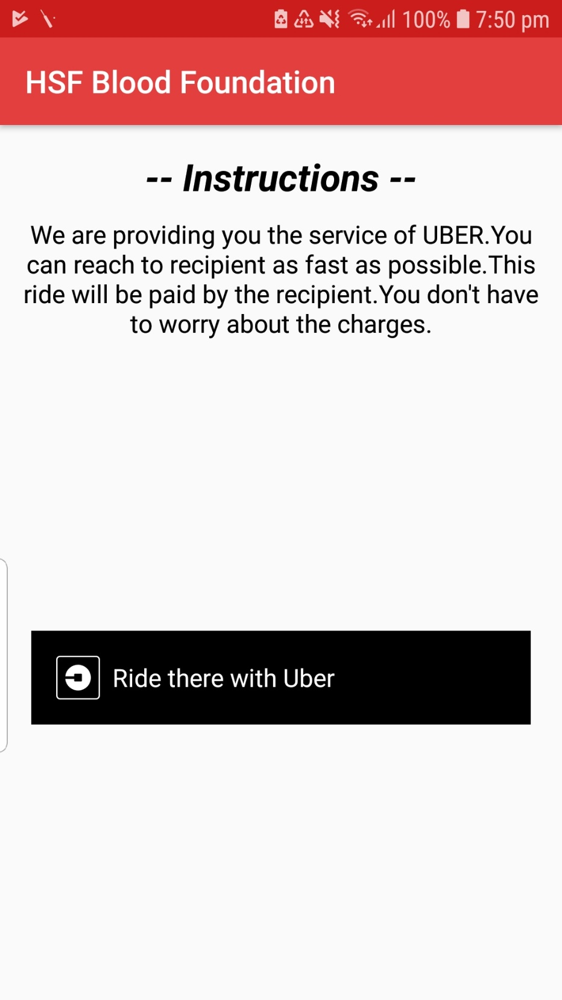 100% 7:50 pm
HSF Blood Foundation
-- Instructions --
We are providing you the service of UBER.You
can reach to recipient as fast as possible.This
ride will be paid by the recipient.You don't have
to worry about the charges.
Ride there with Uber